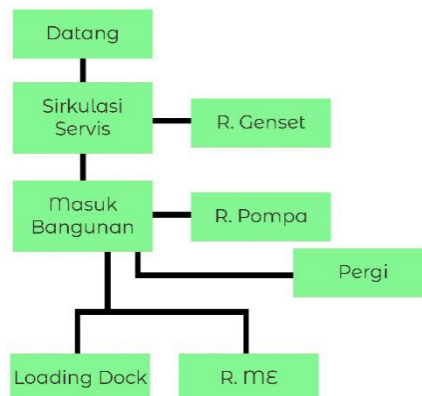 Datang
Sirkulasi
Servis
R. Genset
Masuk
Bangunan
R. Pompa
Pergi
Loading Dock
R. ME